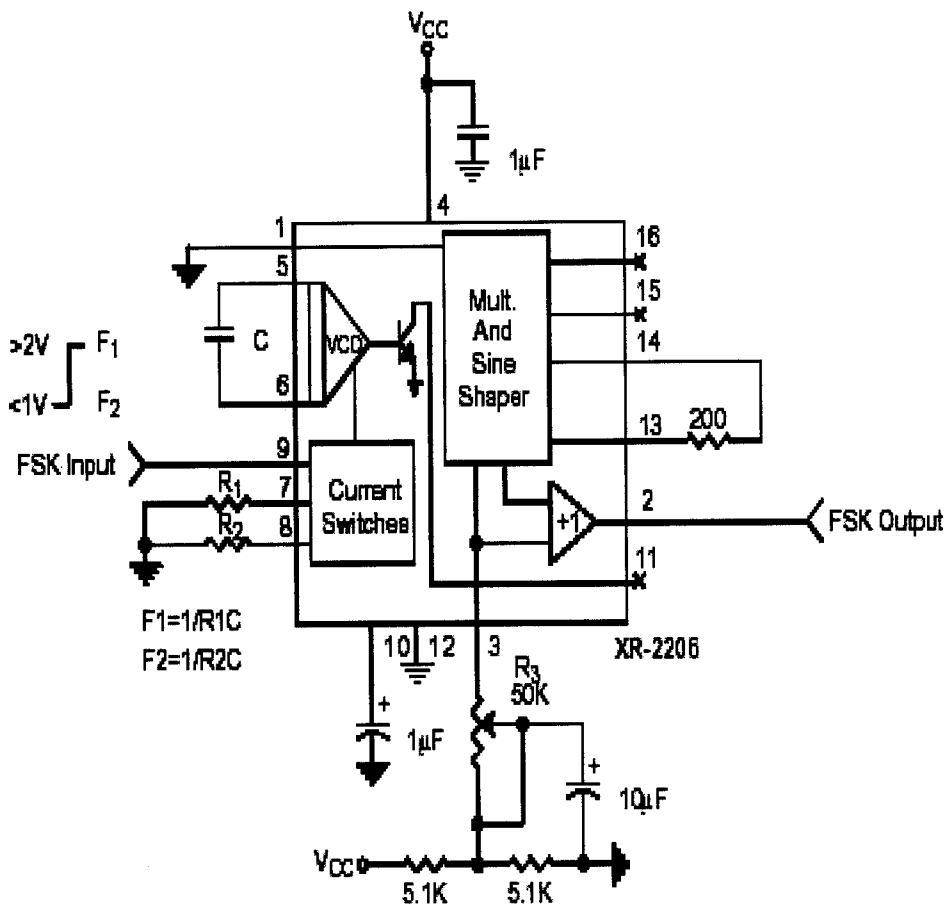 VCC
1µF
4
1
16
5
15
Mult.
And
Sine
Shaper
14
C
VCO
>2V
F1
6
<1V
F2
13
200
9
FSK Input
R1
7
Current
Switches
+1
2
FSK Output
R2
8
11
F1=1/R1C
10
12
3
XR-2206
F2=1/R2C
R3
50K
+
1µF
+
10µF
VCC
5.1K
5.1K